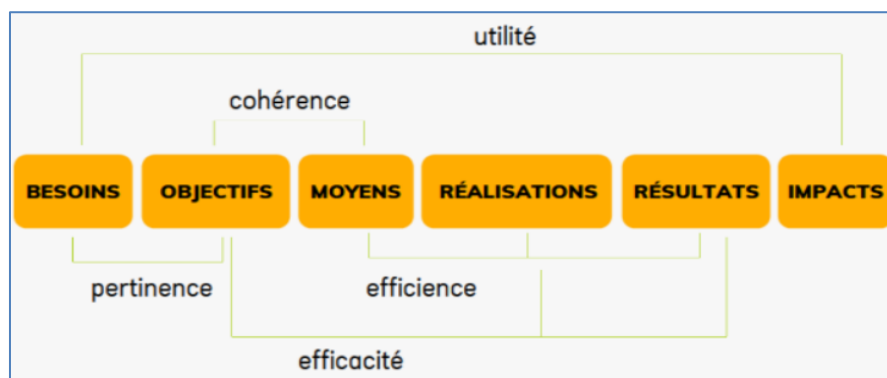 utilité
cohérence
BESOINS OBJECTIFS MOYENS RÉALISATIONS RÉSULTATS IMPACTS
pertinence efficience
efficacité